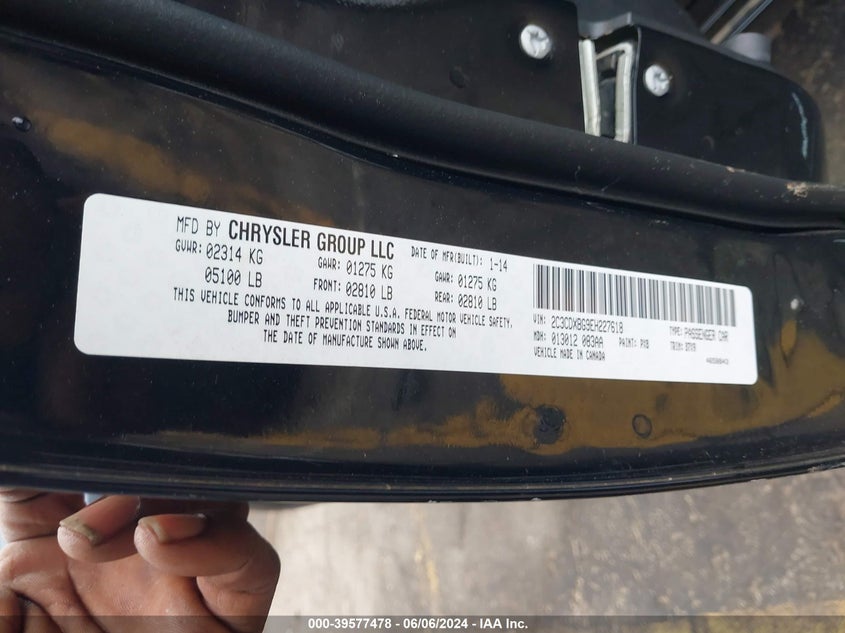 MFD BY CHRYSLER GROUP LLC
DATE OF MFR(BUILT): 1-14
GVWR: 02314 KG
GAWR: 01275 KG
GAWR: 01275 KG
05100 LB
FRONT: 02810 LB
REAR: 02810 LB
THIS VEHICLE CONFORMS TO ALL APPLICABLE U.S.A. FEDERAL MOTOR VEHICLE SAFETY,
BUMPER AND THEFT PREVENTION STANDARDS IN EFFECT ON
THE DATE OF MANUFACTURE SHOWN ABOVE.
VIN: 2C3CDXBG9EH227618
TYPE: PASSENGER CAR
MDH: 013012 083AA
PAINT: PXB
TRIM:
VEHICLE MADE IN CANADA
000-39577478 - 06/06/2024 - IAA Inc.